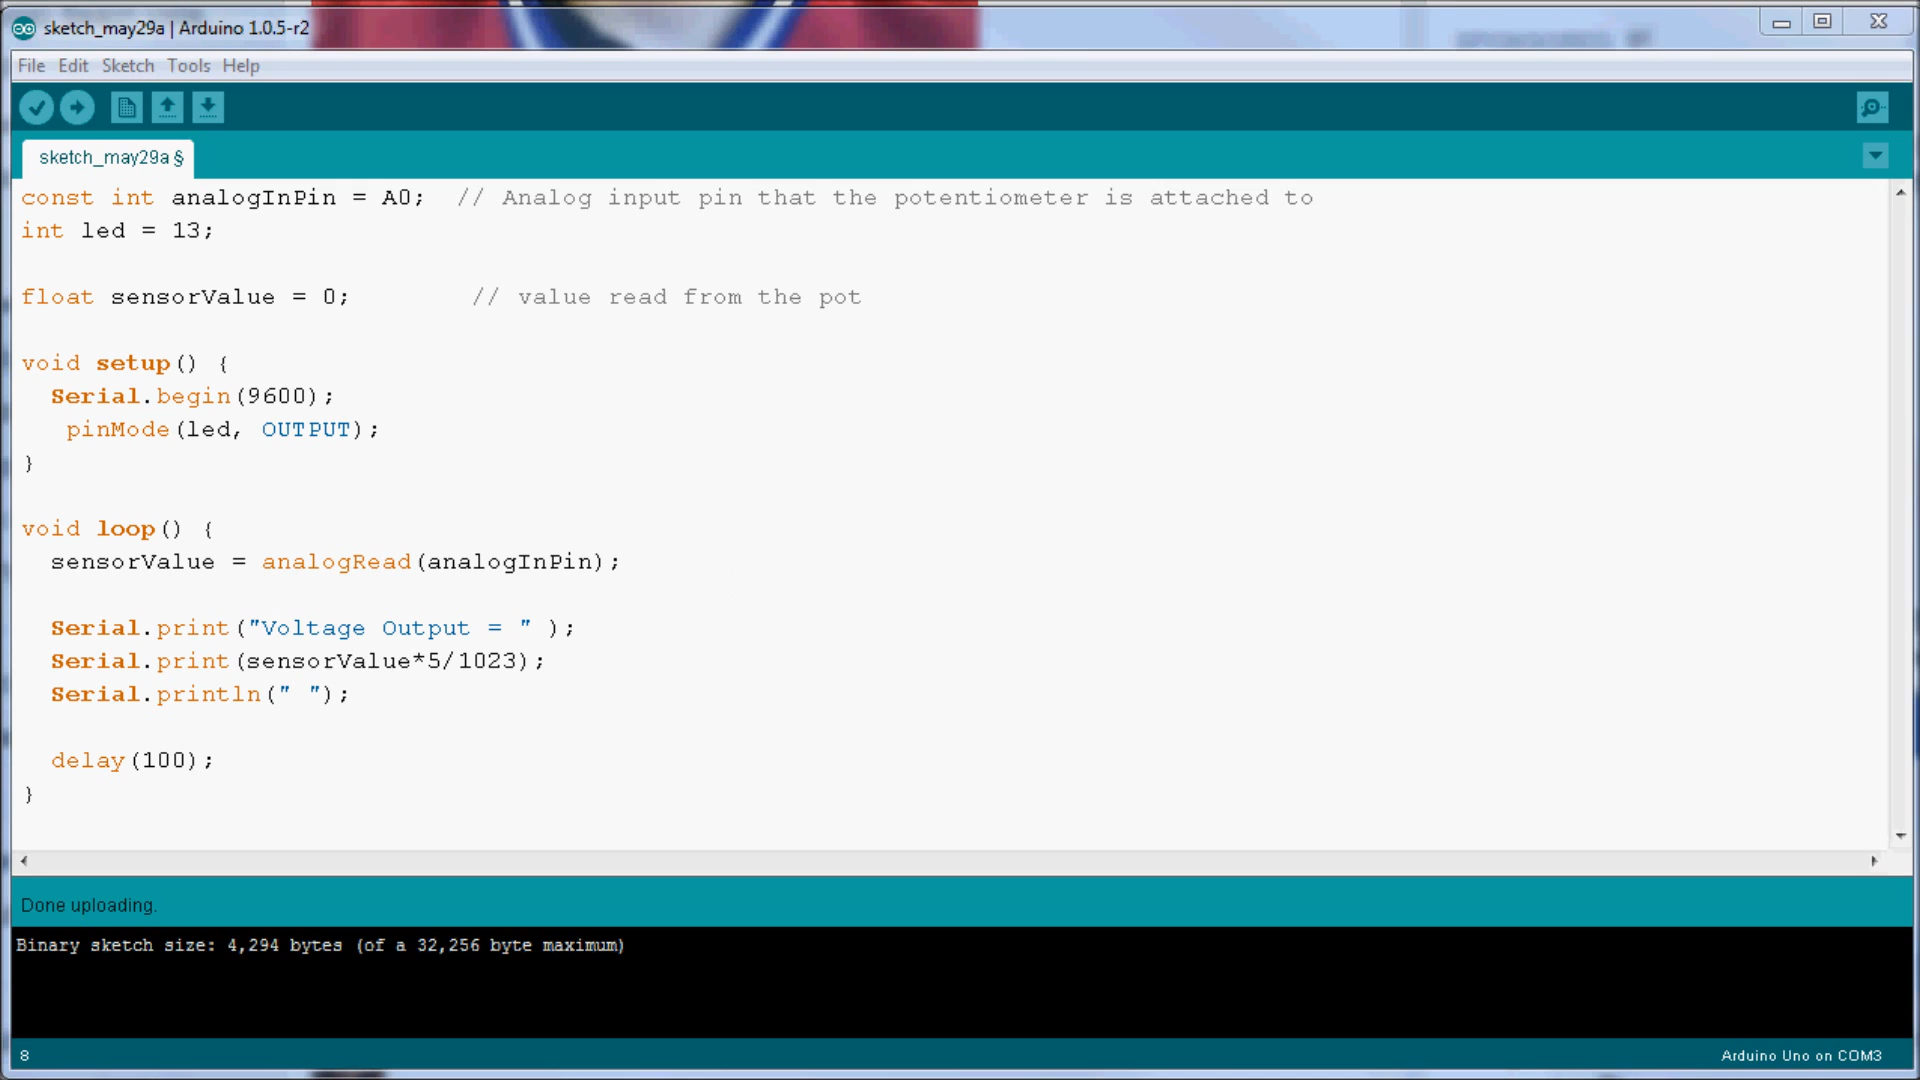 sketch_may29a | Arduino 1.0.5-r2
File Edit Sketch Tools Help
sketch_may29a §
const int analogInPin = A0;  // Analog input pin that the potentiometer is attached to
int led = 13;
float sensorValue = 0;        // value read from the pot
void setup() {
  Serial.begin(9600);
   pinMode(led, OUTPUT);
}
void loop() {
  sensorValue = analogRead(analogInPin);
  Serial.print("Voltage Output = " );
  Serial.print(sensorValue*5/1023);
  Serial.println(" ");
  delay(100);
}
Done uploading.
Binary sketch size: 4,294 bytes (of a 32,256 byte maximum)
8
Arduino Uno on COM3